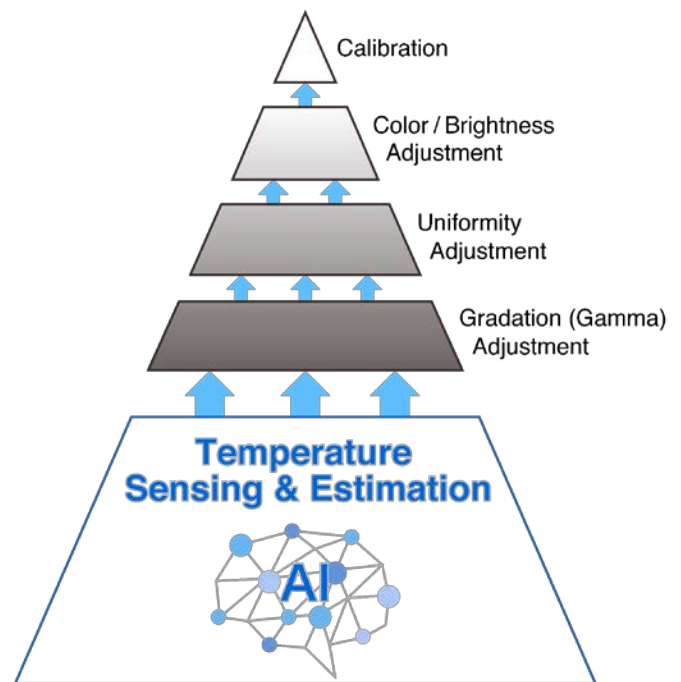 Calibration
Color / Brightness
Adjustment
Uniformity
Adjustment
Gradation (Gamma)
Adjustment
Temperature
Sensing & Estimation
AI